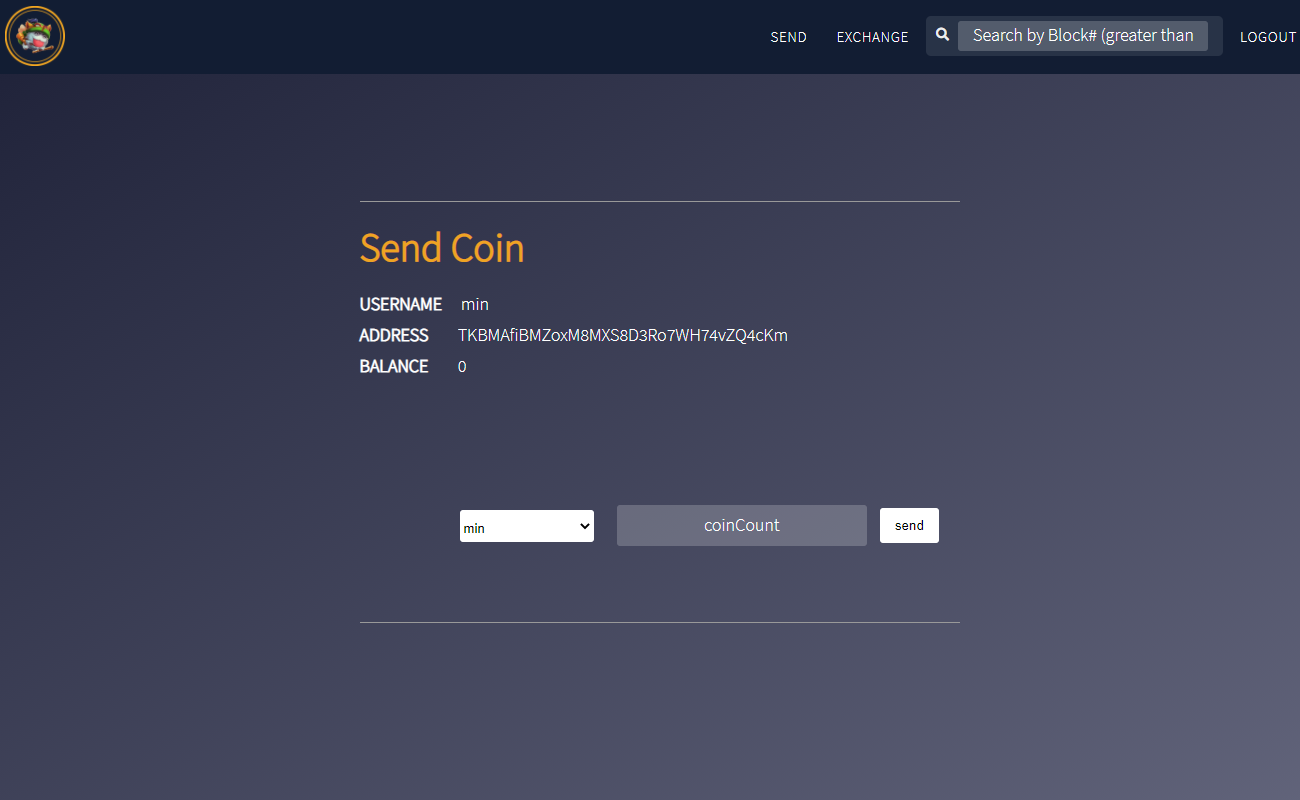 SEND EXCHANGE Search by Block# (greater than LOGOUT
Send Coin
USERNAME min
ADDRESS TKBMAfiBMZoxM8MXS8D3Ro7WH74vZQ4cKm
BALANCE 0
min coinCount send